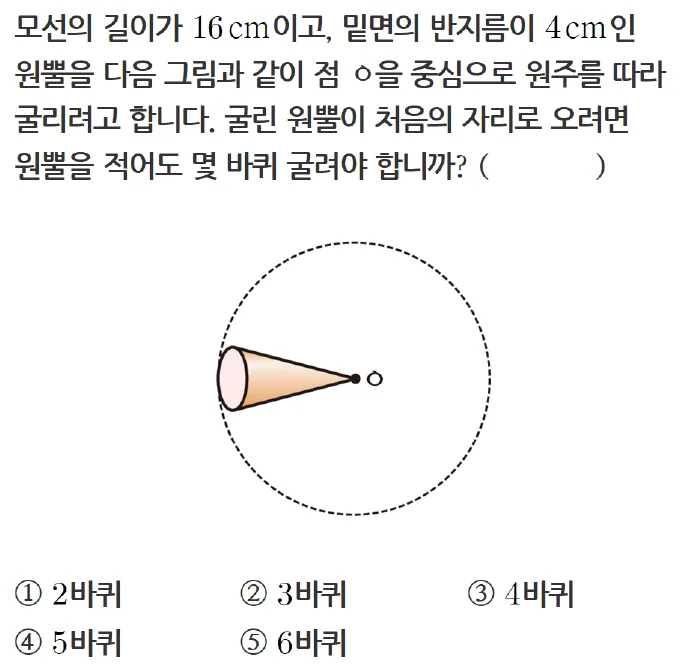 모선의 길이가 16cm이고, 밑면의 반지름이 4cm인
원뿔을 다음 그림과 같이 점 ㅇ을 중심으로 원주를 따라
굴리려고 합니다. 굴린 원뿔이 처음의 자리로 오려면
원뿔을 적어도 몇 바퀴 굴려야 합니까? ( )
ㅇ
① 2바퀴 ② 3바퀴 ③ 4바퀴
④ 5바퀴 ⑤ 6바퀴